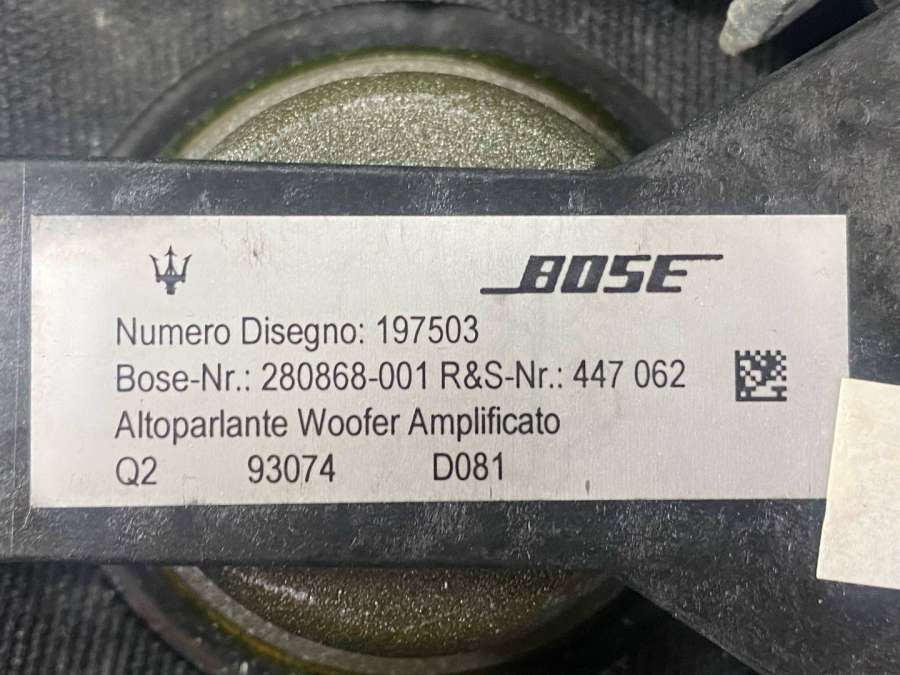 BOSE
Numero Disegno: 197503
Bose-Nr.: 280868-001 R&S-Nr.: 447 062
Altoparlante Woofer Amplificato
Q2 93074 D081